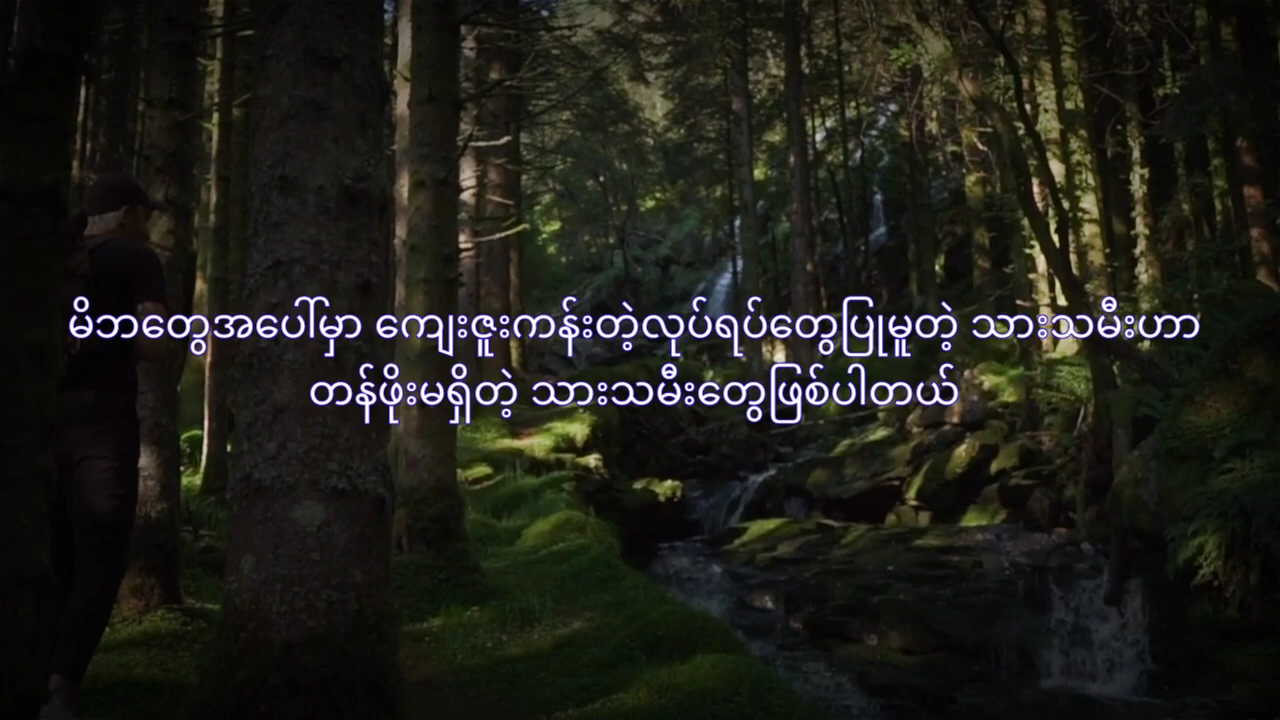 မိဘတွေအပေါ်မှာ ကျေးဇူးကန်းတဲ့လုပ်ရပ်တွေပြုမူတဲ့ သားသမီးဟာ
တန်ဖိုးမရှိတဲ့ သားသမီးတွေဖြစ်ပါတယ်